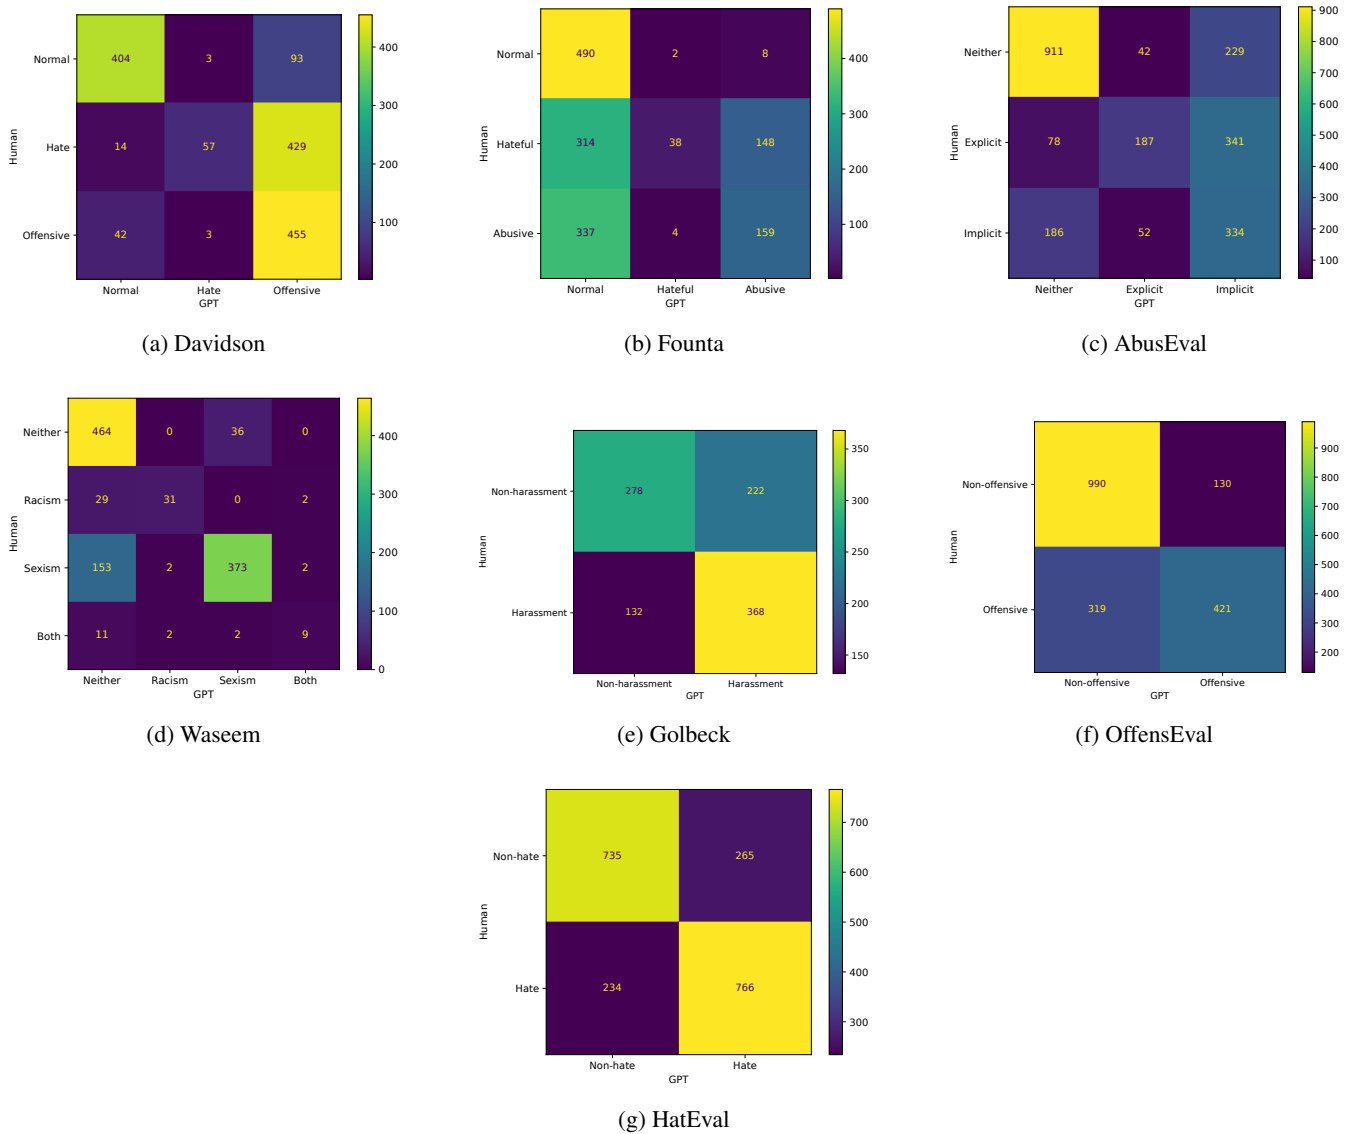 Human
Normal 404 3 93 400
Hate 14 57 429 300
200
Offensive 42 3 455 100
Normal Hate Offensive
GPT
(a) Davidson
Human
Normal 490 2 8 400
300
Hateful 314 38 148 200
Abusive 337 4 159 100
Normal Hateful Abusive
GPT
(b) Founta
Human
900
Neither 911 42 229 800
700
600
Explicit 78 187 341 500
400
300
Implicit 186 52 334 200
100
Neither Explicit Implicit
GPT
(c) AbusEval
Human
Neither 464 0 36 0 400
Racism 29 31 0 2 300
200
Sexism 153 2 373 2 100
Both 11 2 2 9
0
Neither Racism Sexism Both
GPT
(d) Waseem
Human
350
Non-harassment 278 222 300
250
Harassment 132 368 200
150
Non-harassment Harassment
GPT
(e) Golbeck
Human
900
Non-offensive 990 130 800
700
600
500
Offensive 319 421 400
300
200
Non-offensive Offensive
GPT
(f) OffensEval
Human
700
Non-hate 735 265 600
500
400
Hate 234 766 300
Non-hate Hate
GPT
(g) HatEval